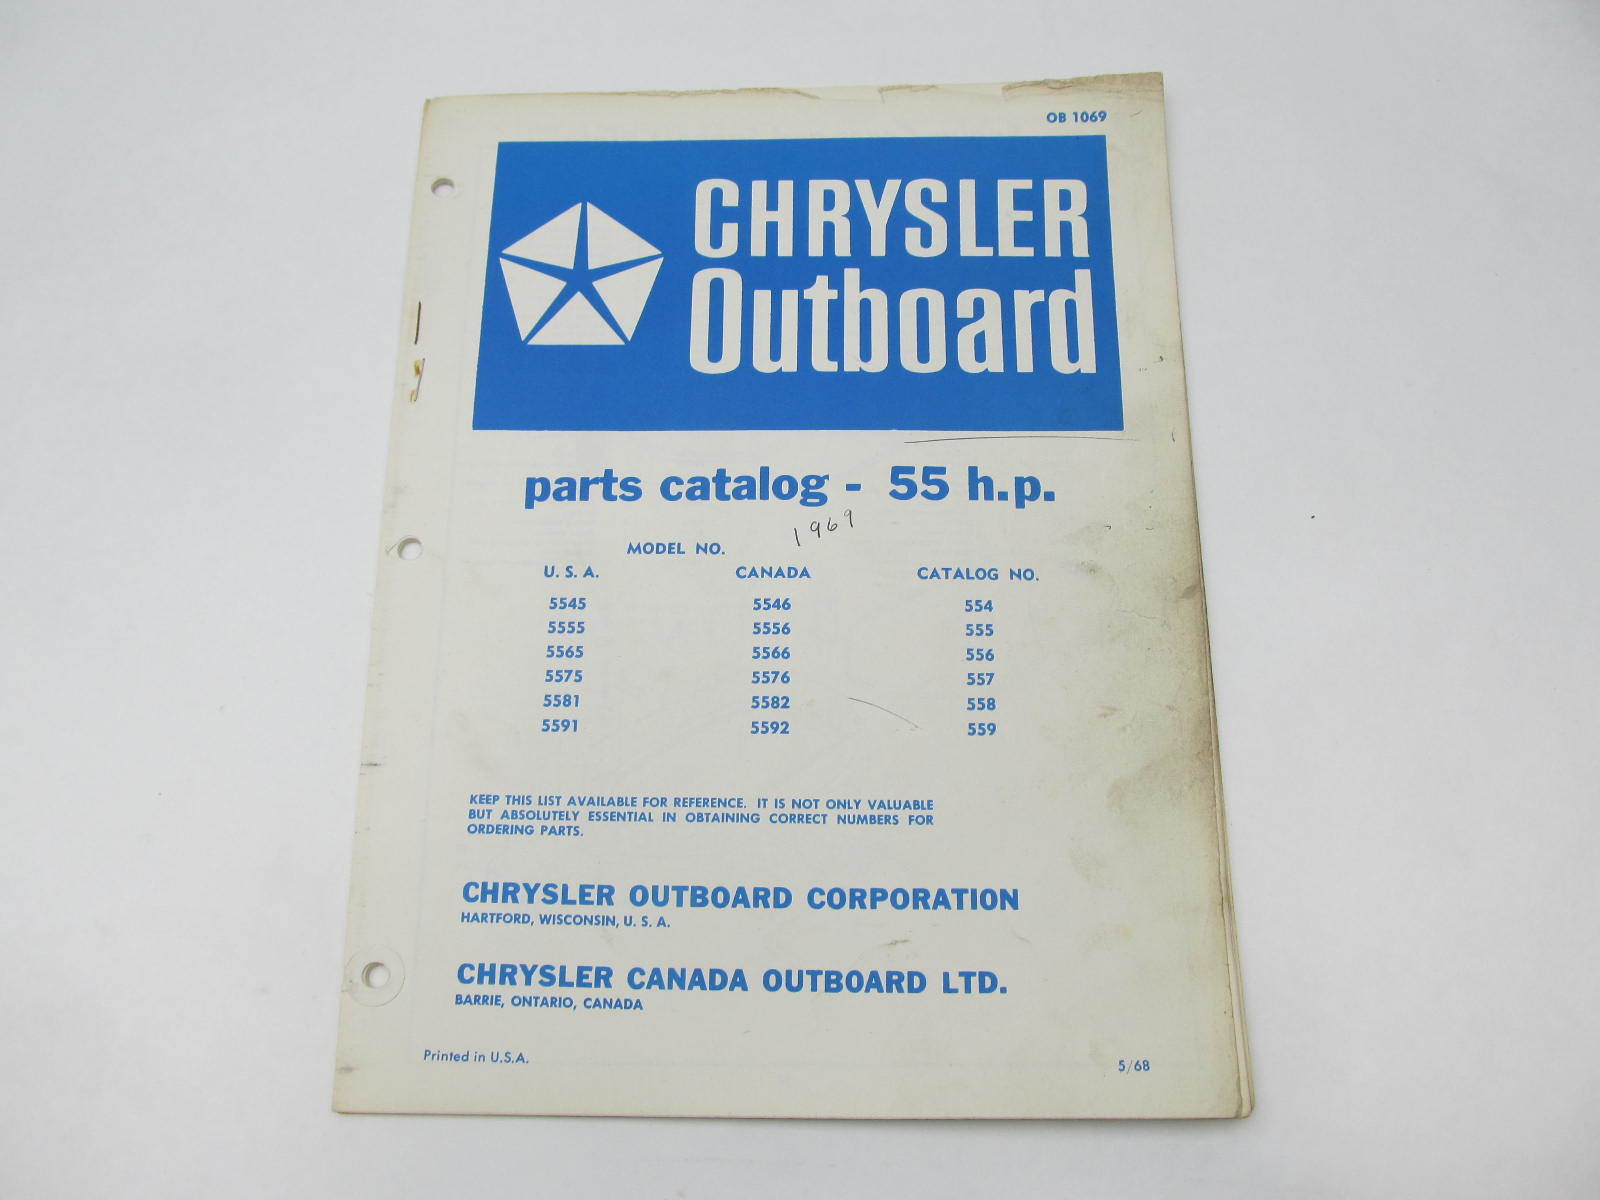 OB 1069
CHRYSLER
Outboard
parts catalog - 55 h.p.
1969
MODEL NO.
U. S. A. CANADA CATALOG NO.
5545 5546 554
5555 5556 555
5565 5566 556
5575 5576 557
5581 5582 558
5591 5592 559
KEEP THIS LIST AVAILABLE FOR REFERENCE. IT IS NOT ONLY VALUABLE
BUT ABSOLUTELY ESSENTIAL IN OBTAINING CORRECT NUMBERS FOR
ORDERING PARTS.
CHRYSLER OUTBOARD CORPORATION
HARTFORD, WISCONSIN, U. S. A.
CHRYSLER CANADA OUTBOARD LTD.
BARRIE, ONTARIO, CANADA
Printed in U.S.A. 5/68